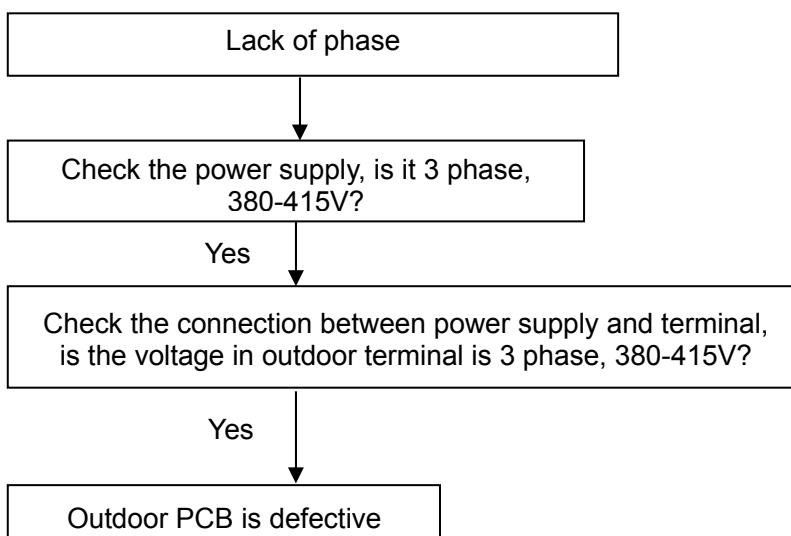 Lack of phase
Check the power supply, is it 3 phase,
380-415V?
Yes
Check the connection between power supply and terminal,
is the voltage in outdoor terminal is 3 phase, 380-415V?
Yes
Outdoor PCB is defective